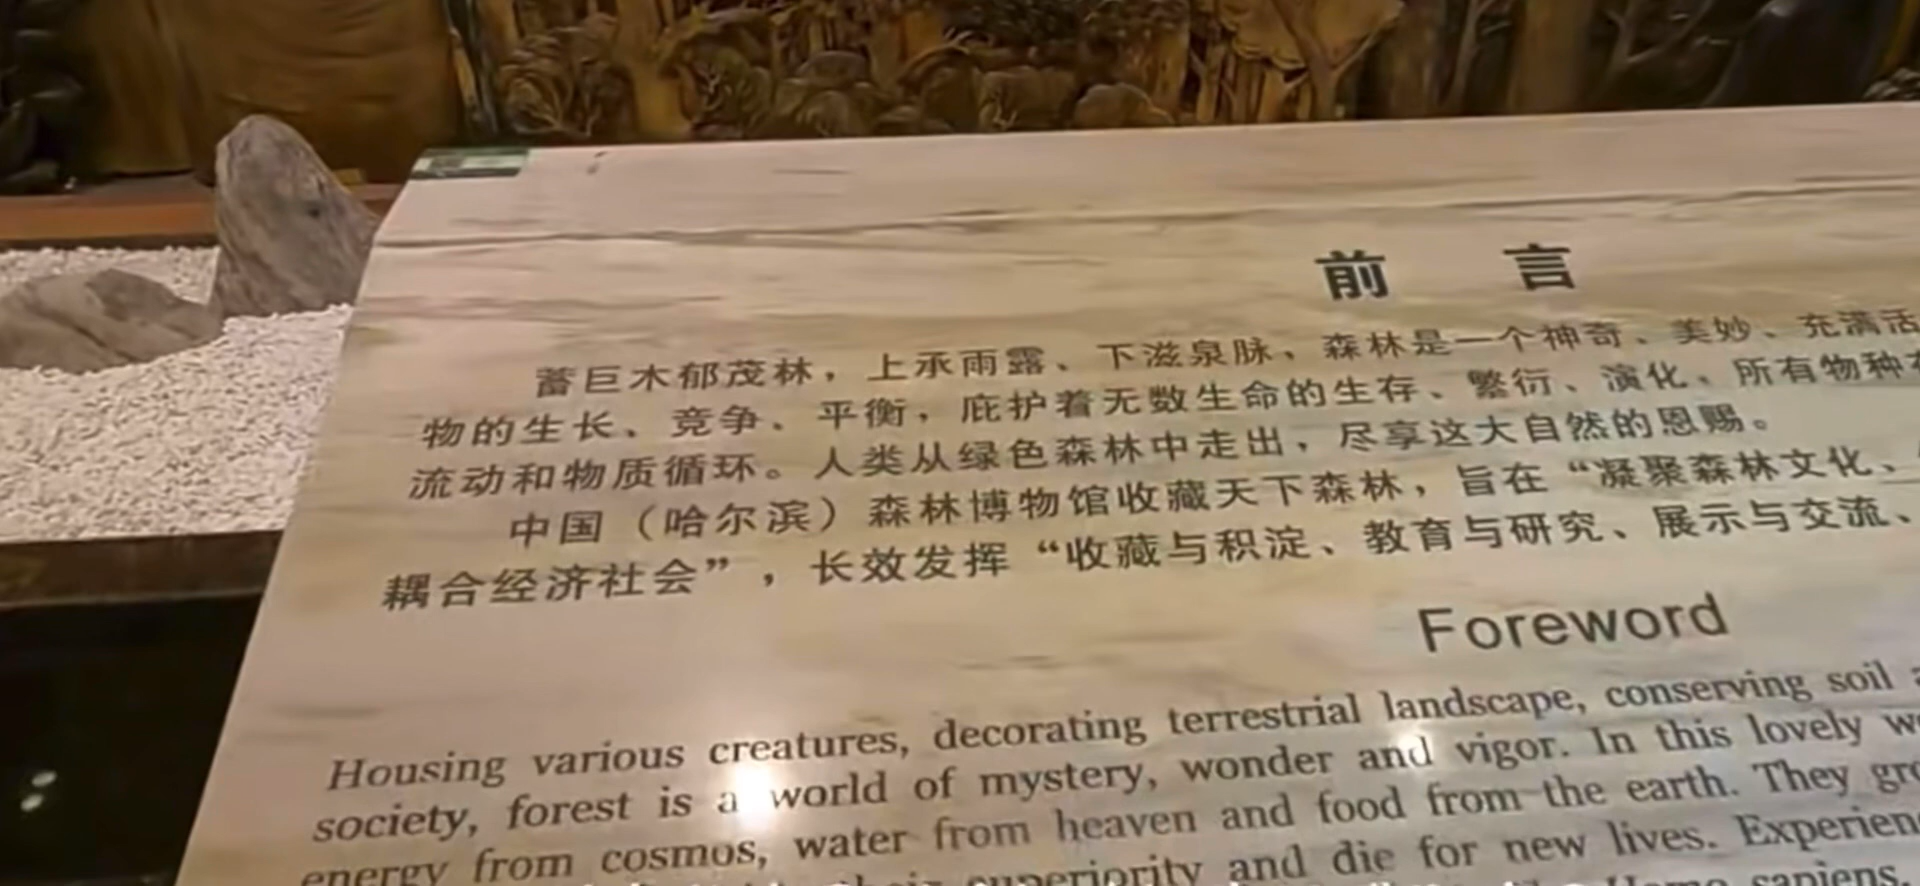 前言
蓄巨木郁茂林，上承雨露、下滋泉脉，森林是一个神奇、美妙、充满活
物的生长、竞争、平衡，庇护着无数生命的生存、繁衍、演化、所有物种在
流动和物质循环。人类从绿色森林中走出，尽享这大自然的恩赐。
中国（哈尔滨）森林博物馆收藏天下森林，旨在“凝聚森林文化、
耦合经济社会”，长效发挥“收藏与积淀、教育与研究、展示与交流、
Foreword
Housing various creatures, decorating terrestrial landscape, conserving soil
society, forest is a world of mystery, wonder and vigor. In this lovely
energy from cosmos, water from heaven and food from the earth. They
superiority and die for new lives.
sapiens.